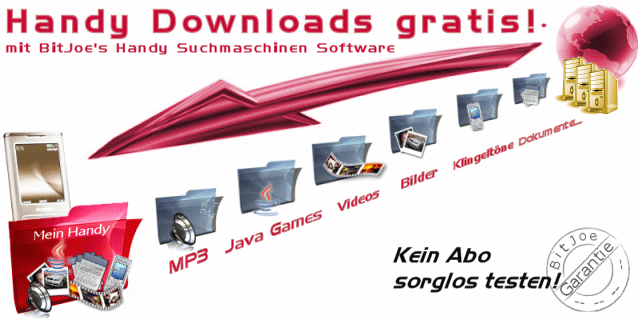 Handy Downloads gratis!
mit BitJoe's Handy Suchmaschinen Software
Mein Handy
MP3
Java Games
Videos
Bilder
Klingeltöne
Dokumente...
Kein Abo
sorglos testen!
BitJoe
Garantie